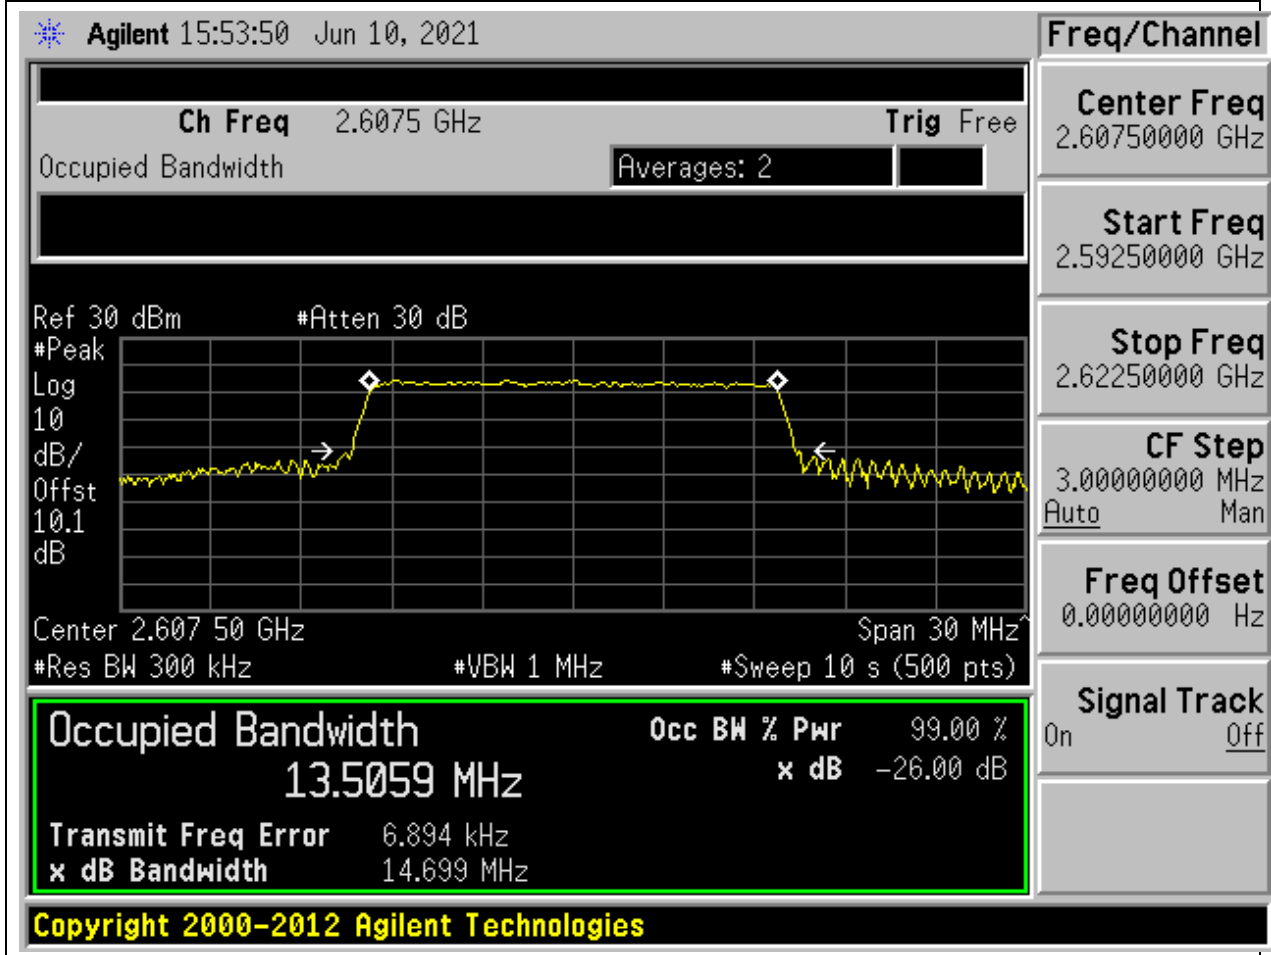 Agilent 15:53:50 Jun 10, 2021
Freq/Channel
Ch Freq 2.6075 GHz Trig Free
Occupied Bandwidth Averages: 2
Center Freq
2.60750000 GHz
Start Freq
2.59250000 GHz
Stop Freq
2.62250000 GHz
CF Step
3.00000000 MHz
Auto Man
Freq Offset
0.00000000 Hz
Signal Track
On Off
Ref 30 dBm #Atten 30 dB
#Peak
Log
10
dB/
Offst
10.1
dB
Center 2.607 50 GHz Span 30 MHz^
#Res BW 300 kHz #VBW 1 MHz #Sweep 10 s (500 pts)
Occupied Bandwidth Occ BW % Pwr 99.00 %
13.5059 MHz x dB -26.00 dB
Transmit Freq Error 6.894 kHz
x dB Bandwidth 14.699 MHz
Copyright 2000-2012 Agilent Technologies